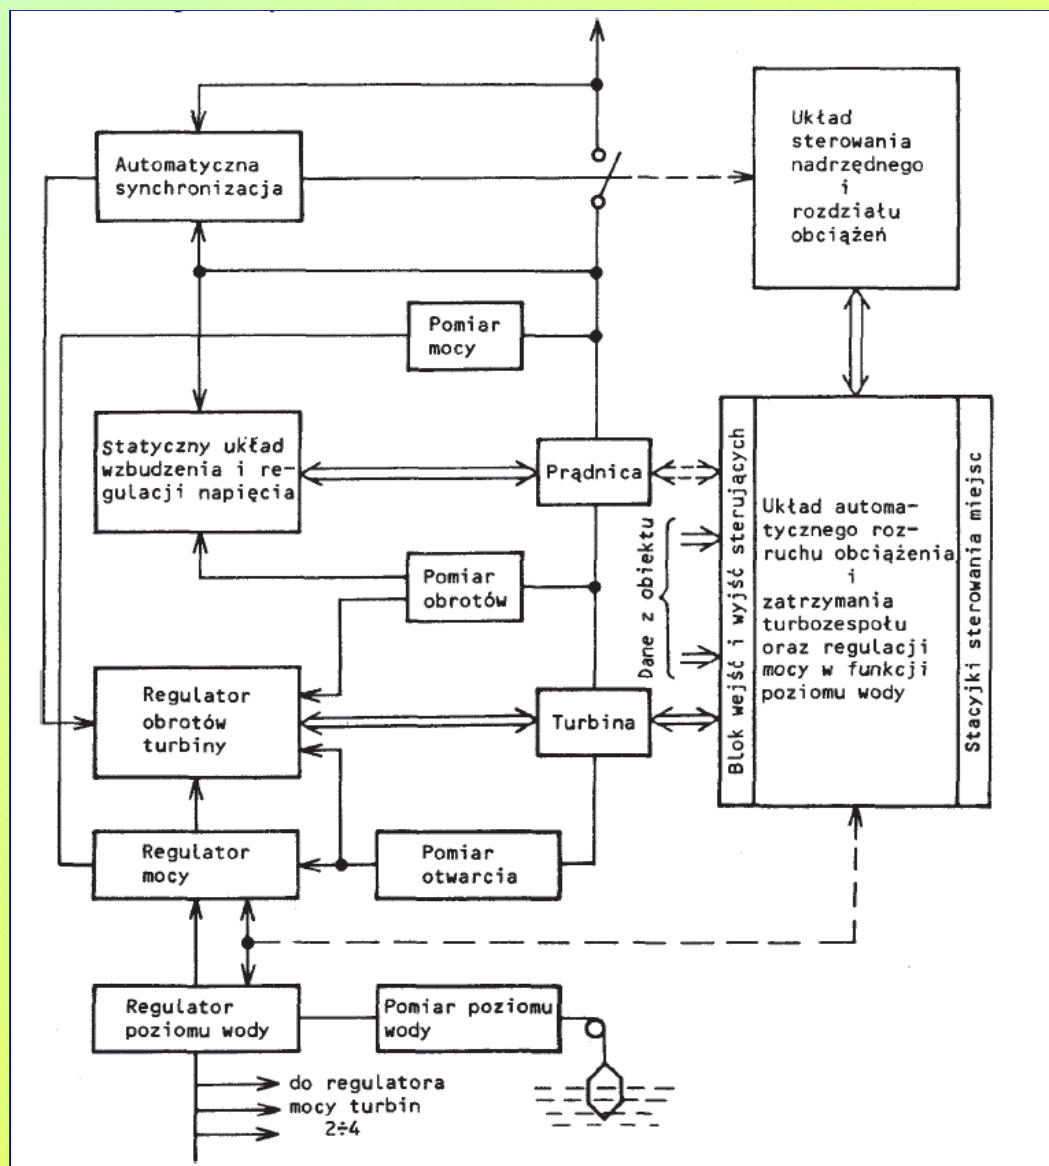 Automatyczna
synchronizacja
Układ
sterowania
nadrzędnego
i
rozdziału
obciążeń
Pomiar
mocy
Statyczny układ
wzbudzenia i re-
gulacji napięcia
Prądnica
Pomiar
obrotów
Dane z obiektu
Blok wejść i wyjść sterujących
Układ automa-
tycznego roz-
ruchu obciążenia
i
zatrzymania
turbozespołu
oraz regulacji
mocy w funkcji
poziomu wody
Stacyjki sterowania miejsc
Regulator
obrotów
turbiny
Turbina
Regulator
mocy
Pomiar
otwarcia
Regulator
poziomu wody
Pomiar poziomu
wody
do regulatora
mocy turbin
2÷4